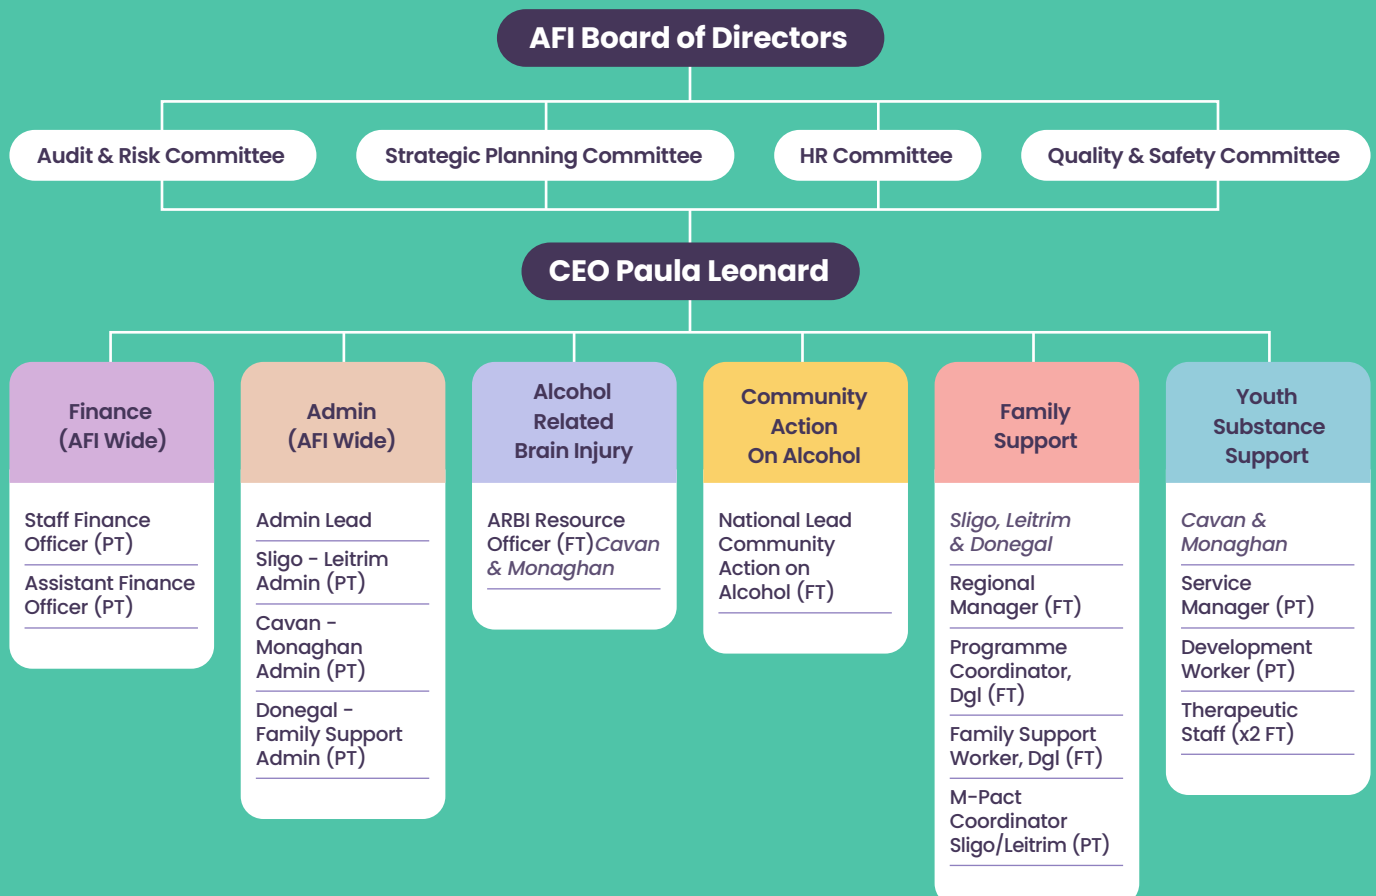 AFI Board of Directors
Audit & Risk Committee
Strategic Planning Committee
HR Committee
Quality & Safety Committee
CEO Paula Leonard
Finance
(AFI Wide)
Staff Finance
Officer (PT)
Assistant Finance
Officer (PT)
Admin
(AFI Wide)
Admin Lead
Sligo - Leitrim
Admin (PT)
Cavan -
Monaghan
Admin (PT)
Donegal -
Family Support
Admin (PT)
Alcohol
Related
Brain Injury
ARBI Resource
Officer (FT)Cavan
& Monaghan
Community
Action
On Alcohol
National Lead
Community
Action on
Alcohol (FT)
Family
Support
Sligo, Leitrim
& Donegal
Regional
Manager (FT)
Programme
Coordinator,
Dgl (FT)
Family Support
Worker, Dgl (FT)
M-Pact
Coordinator
Sligo/Leitrim (PT)
Youth
Substance
Support
Cavan &
Monaghan
Service
Manager (PT)
Development
Worker (PT)
Therapeutic
Staff (x2 FT)